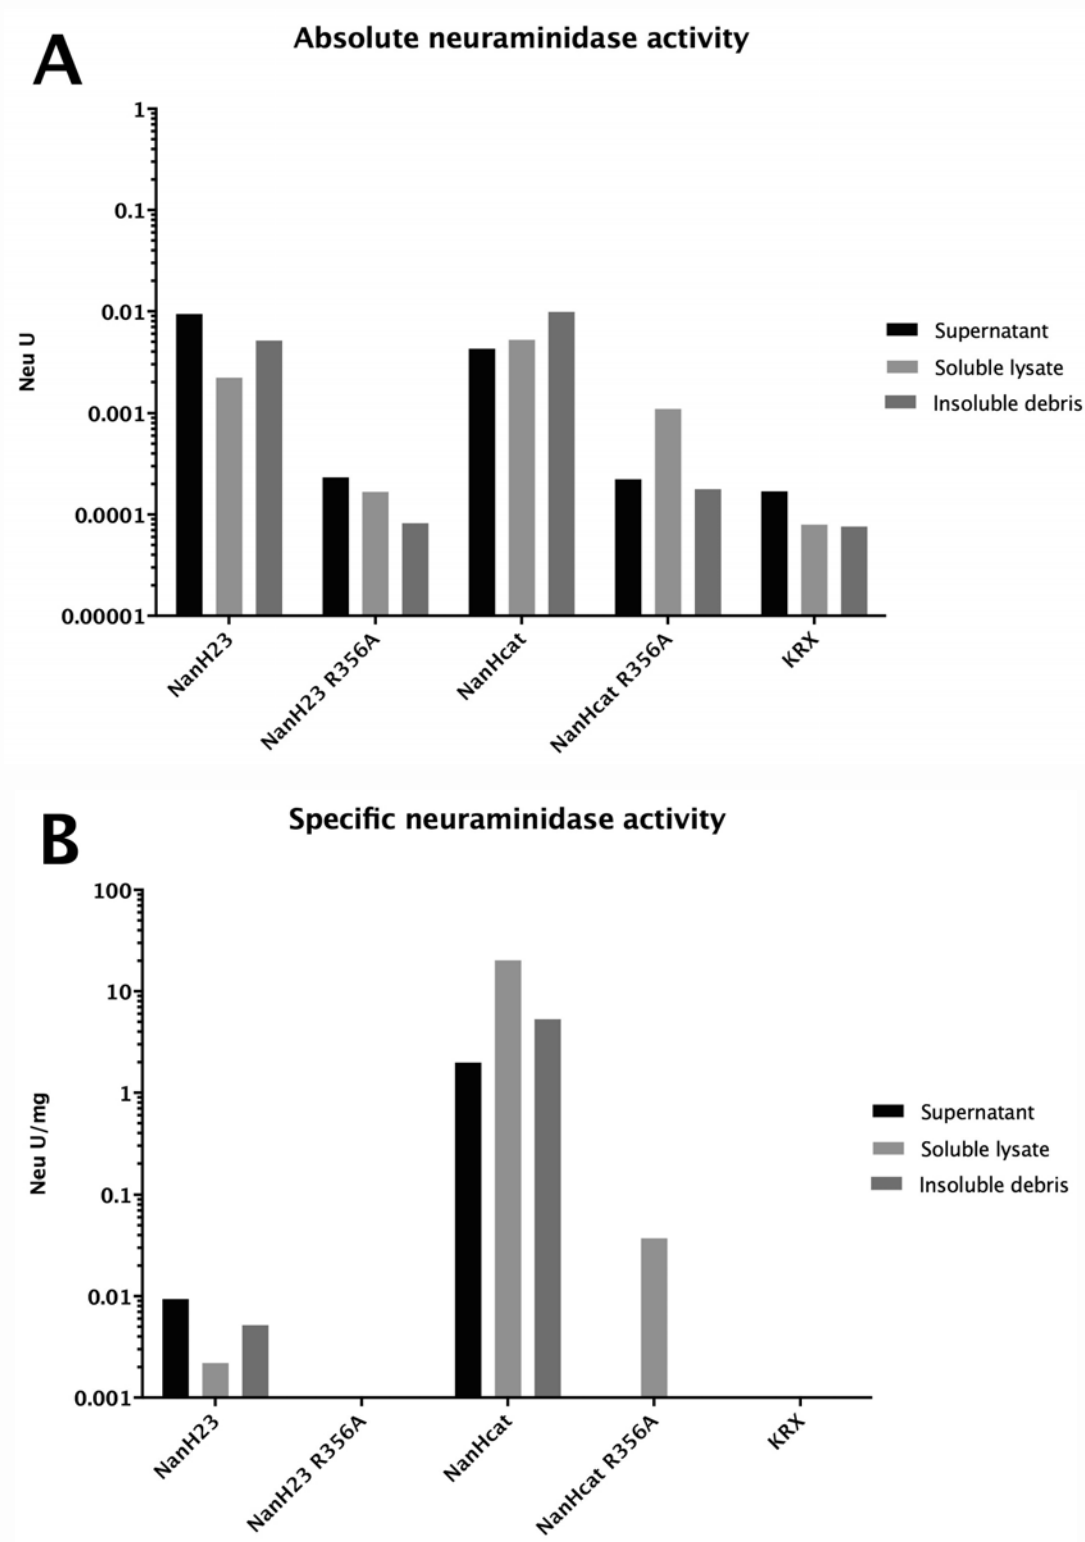 A
Absolute neuraminidase activity
1
0.1
0.01
0.001
0.0001
0.00001
Neu U
Supernatant
Soluble lysate
Insoluble debris
NanH23
NanH23 R356A
NanHcat
NanHcat R356A
KRX
B
Specific neuraminidase activity
100
10
1
0.1
0.01
0.001
Neu U/mg
Supernatant
Soluble lysate
Insoluble debris
NanH23
NanH23 R356A
NanHcat
NanHcat R356A
KRX